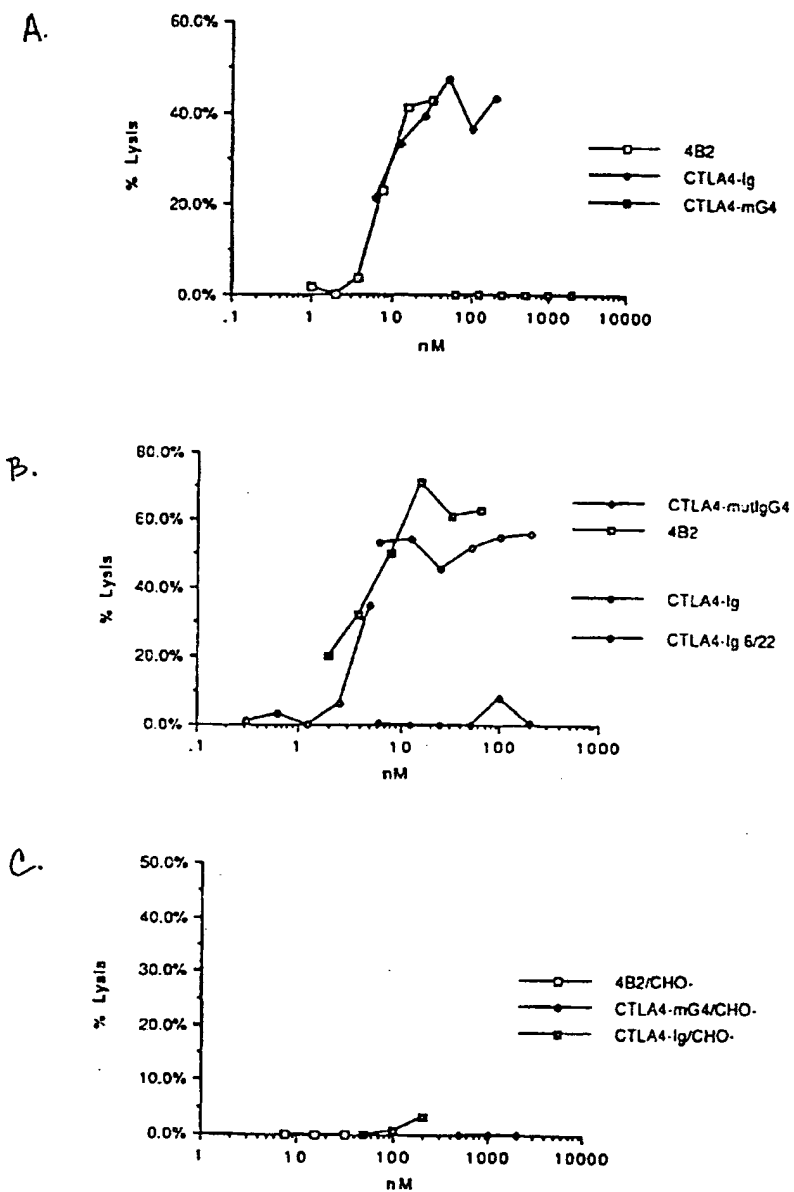 A.
60.0%
40.0%
20.0%
0.0%
% Lysis
.1 1 10 100 1000 10000
nM
4B2
CTLA4-Ig
CTLA4-mG4
B.
80.0%
60.0%
40.0%
20.0%
0.0%
% Lysis
.1 1 10 100 1000
nM
CTLA4-mutIgG4
4B2
CTLA4-Ig
CTLA4-Ig 6/22
C.
50.0%
40.0%
30.0%
20.0%
10.0%
0.0%
% Lysis
1 10 100 1000 10000
nM
4B2/CHO-
CTLA4-mG4/CHO-
CTLA4-Ig/CHO-